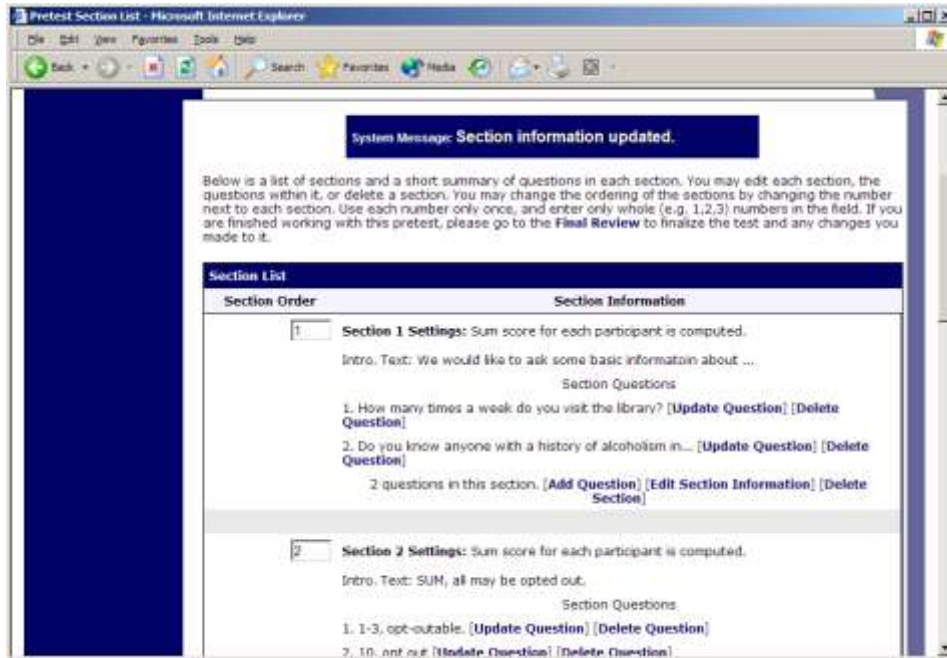 Pretest Section List - Microsoft Internet Explorer
File Edit View Favorites Tools Help
Back Search Favorites Media
System Message: Section information updated.
Below is a list of sections and a short summary of questions in each section. You may edit each section, the
questions within it, or delete a section. You may change the ordering of the sections by changing the number
next to each section. Use each number only once, and enter only whole (e.g. 1,2,3) numbers in the field. If you
are finished working with this pretest, please go to the Final Review to finalize the test and any changes you
made to it.
Section List
Section Order Section Information
1 Section 1 Settings: Sum score for each participant is computed.
Intro. Text: We would like to ask some basic informatoin about ...
Section Questions
1. How many times a week do you visit the library? [Update Question] [Delete
Question]
2. Do you know anyone with a history of alcoholism in... [Update Question] [Delete
Question]
2 questions in this section. [Add Question] [Edit Section Information] [Delete
Section]
2 Section 2 Settings: Sum score for each participant is computed.
Intro. Text: SUM, all may be opted out.
Section Questions
1. 1-3, opt-outable. [Update Question] [Delete Question]
2. 10, opt out [Update Question] [Delete Question]